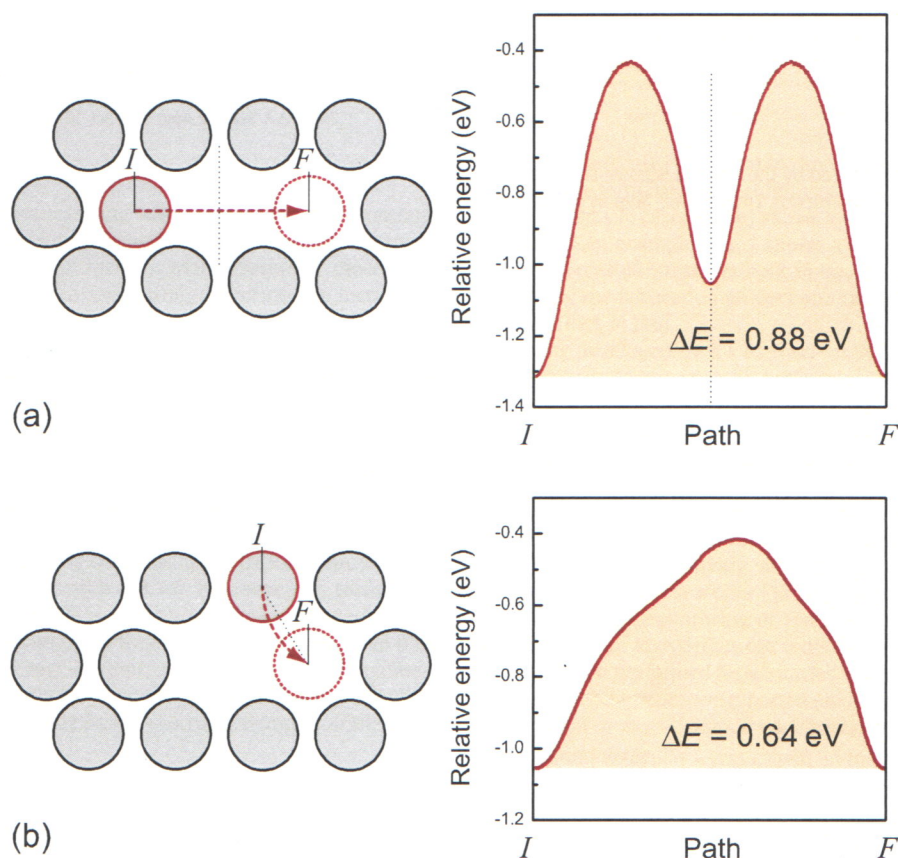 I
F
(a)
Relative energy (eV)
-0.4
-0.6
-0.8
-1.0
-1.2
-1.4
ΔE = 0.88 eV
I
Path
F
I
F
(b)
Relative energy (eV)
-0.4
-0.6
-0.8
-1.0
-1.2
ΔE = 0.64 eV
I
Path
F